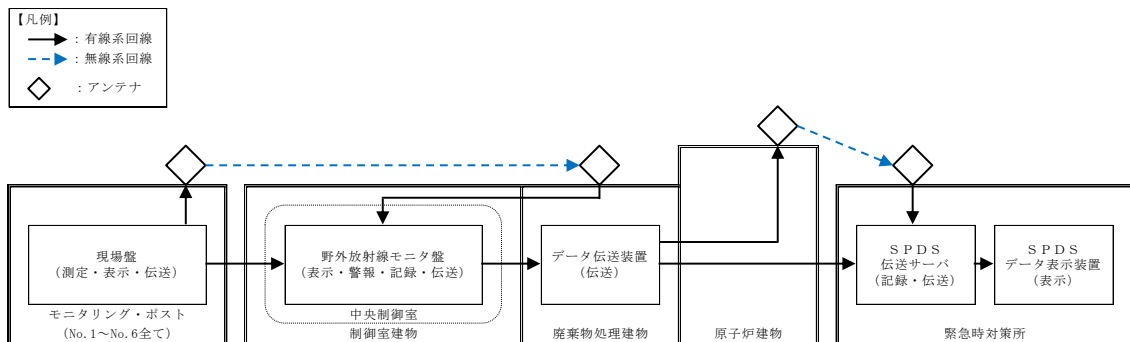 【凡例】
：有線系回線
：無線系回線
：アンテナ
現場盤
（測定・表示・伝送）
モニタリング・ポスト
(No.1～No.6全て)
野外放射線モニタ盤
（表示・警報・記録・伝送）
中央制御室
制御室建物
データ伝送装置
（伝送）
廃棄物処理建物
原子炉建物
ＳＰＤＳ
伝送サーバ
（記録・伝送）
ＳＰＤＳ
データ表示装置
（表示）
緊急時対策所